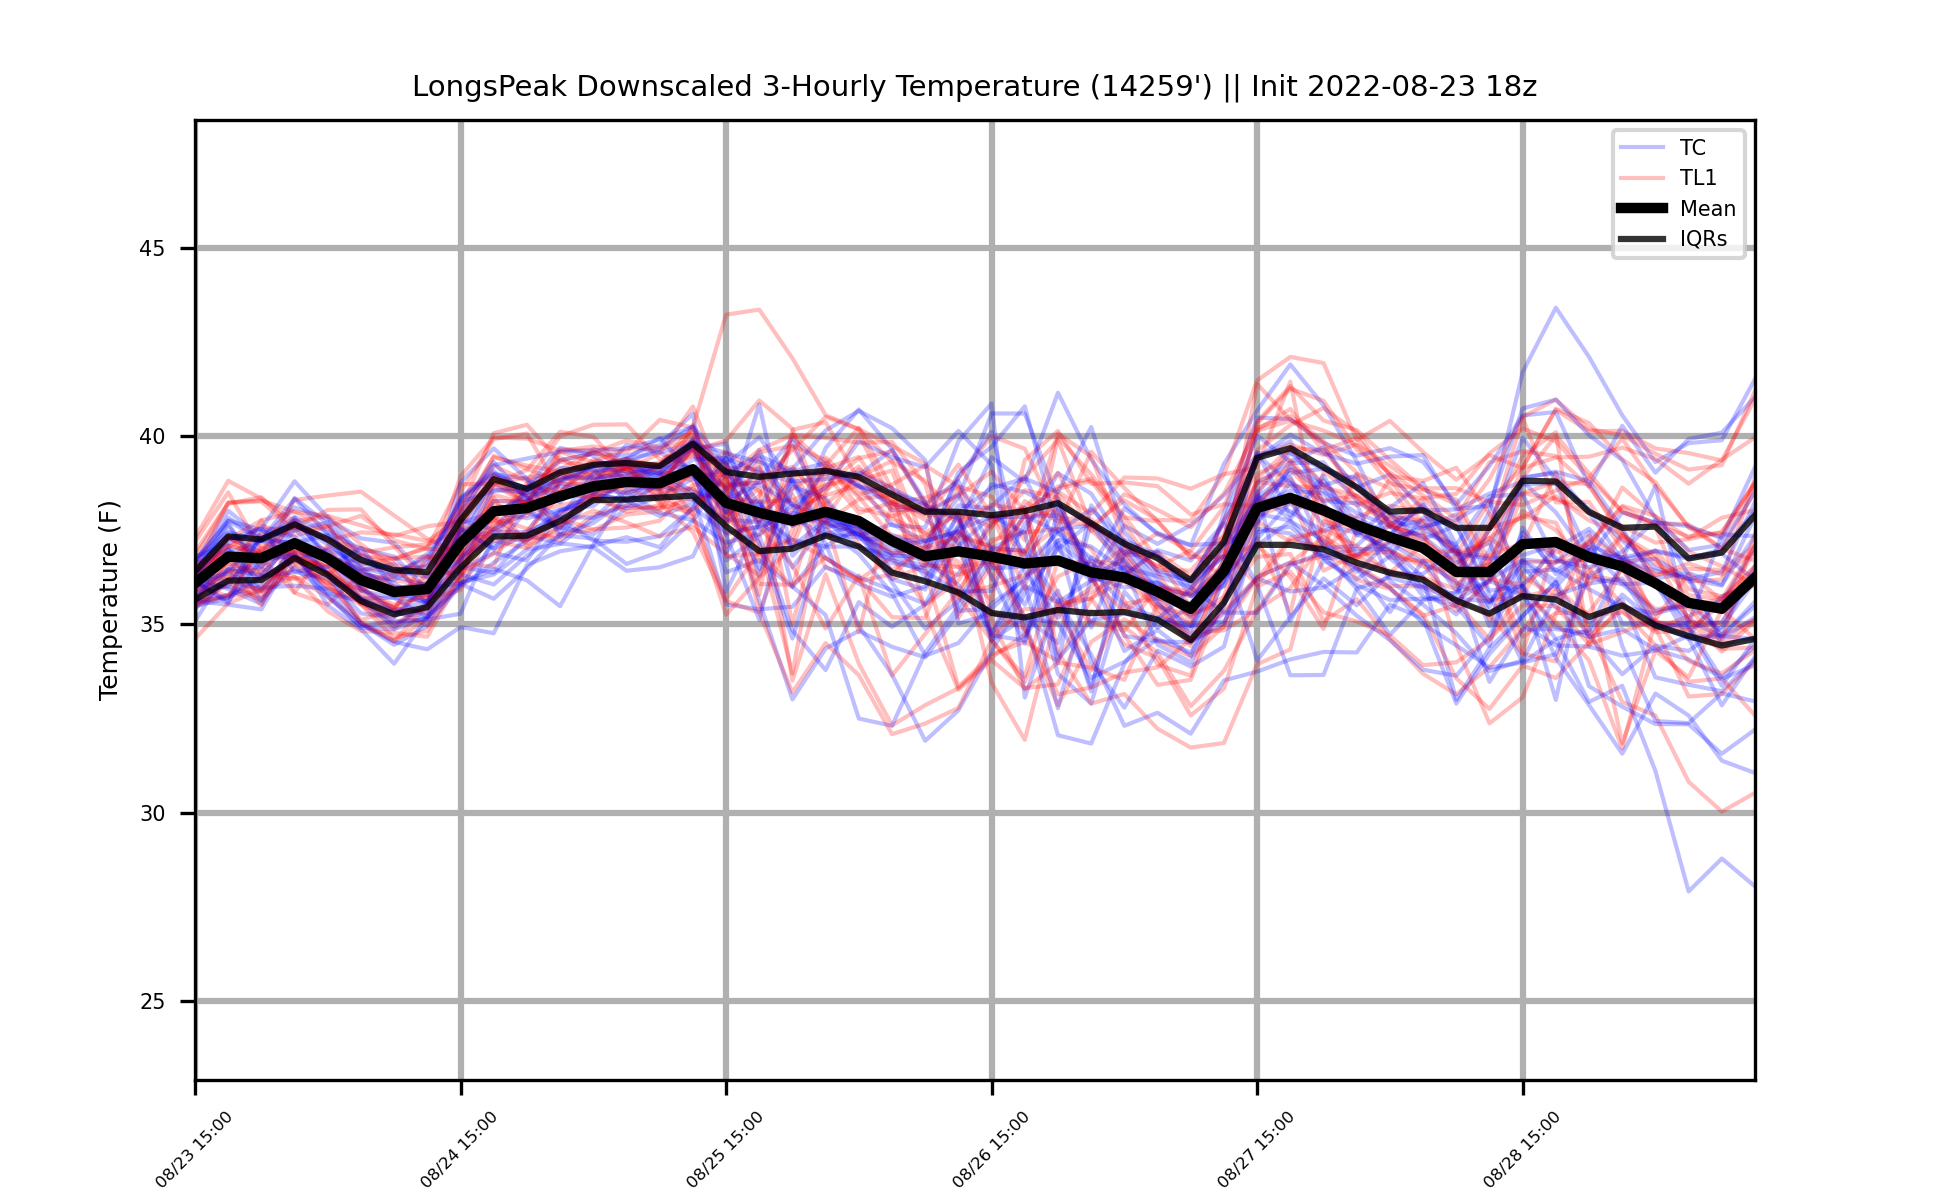 LongsPeak Downscaled 3-Hourly Temperature (14259') || Init 2022-08-23 18z
TC
TL1
Mean
IQRs
Temperature (F)
45
40
35
30
25
08/23 15:00
08/24 15:00
08/25 15:00
08/26 15:00
08/27 15:00
08/28 15:00